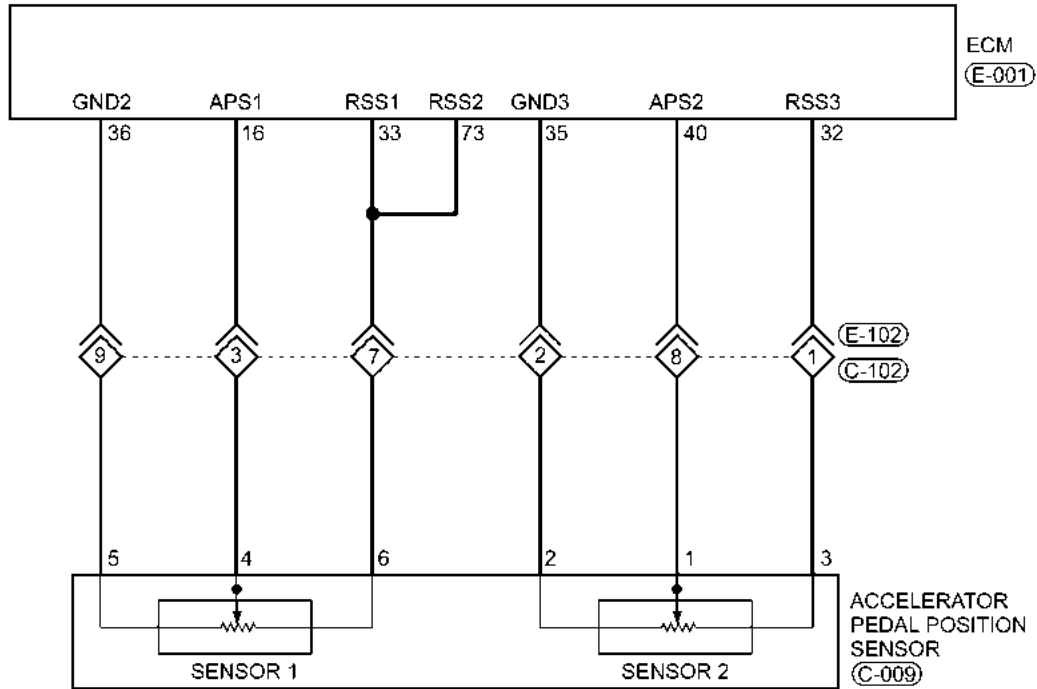 ECM
E-001
GND2 APS1 RSS1 RSS2 GND3 APS2 RSS3
36 16 33 73 35 40 32
E-102
9 3 7 2 8 1
C-102
5 4 6 2 1 3
ACCELERATOR
PEDAL POSITION
SENSOR
C-009
SENSOR 1 SENSOR 2